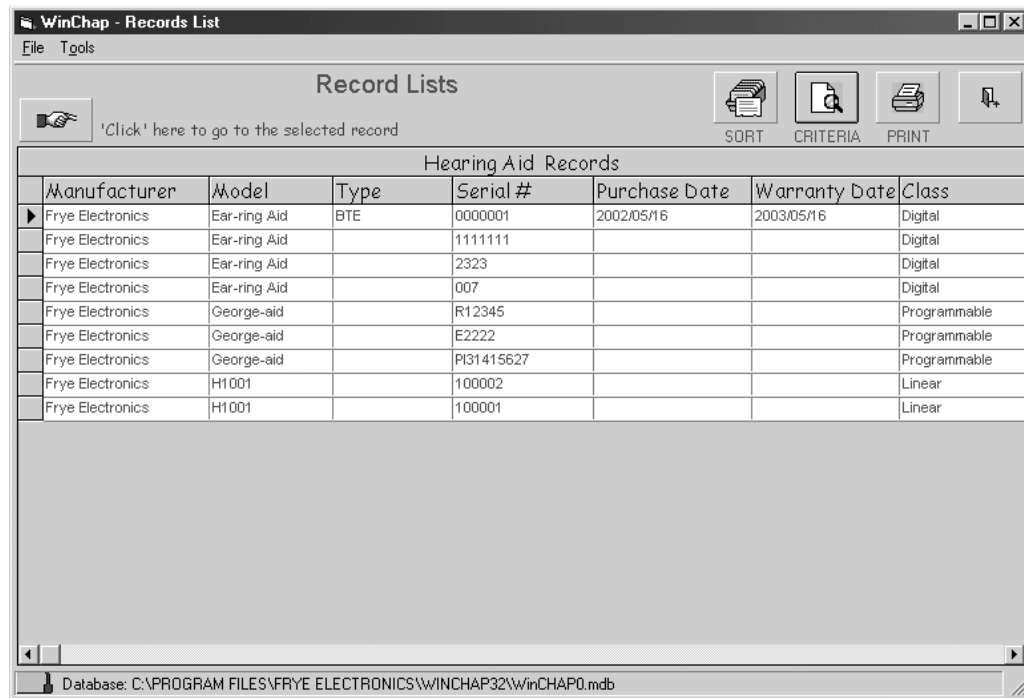 WinChap - Records List
File Tools
Record Lists
'Click' here to go to the selected record
SORT CRITERIA PRINT
Hearing Aid Records
Manufacturer Model Type Serial # Purchase Date Warranty Date Class
Frye Electronics Ear-ring Aid BTE 0000001 2002/05/16 2003/05/16 Digital
Frye Electronics Ear-ring Aid 1111111 Digital
Frye Electronics Ear-ring Aid 2323 Digital
Frye Electronics Ear-ring Aid 007 Digital
Frye Electronics George-aid R12345 Programmable
Frye Electronics George-aid E2222 Programmable
Frye Electronics George-aid PI31415627 Programmable
Frye Electronics H1001 100002 Linear
Frye Electronics H1001 100001 Linear
Database: C:\PROGRAM FILES\FRYE ELECTRONICS\WINCHAP32\WinCHAP0.mdb